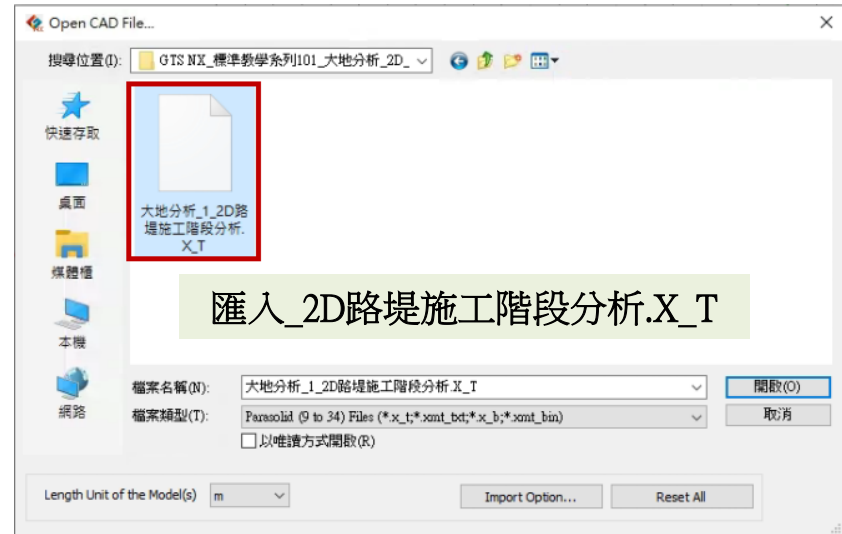 Open CAD File...
搜尋位置(I):
GTS NX_標準教學系列101_大地分析_2D_
快速存取
桌面
媒體櫃
本機
網路
大地分析_1_2D路
堤施工階段分析.
X_T
匯入_2D路堤施工階段分析.X_T
檔案名稱(N):
大地分析_1_2D路堤施工階段分析.X_T
開啟(O)
檔案類型(T):
Parasolid (9 to 34) Files (*.x_t;*.xmt_txt;*.x_b;*.xmt_bin)
取消
以唯讀方式開啟(R)
Length Unit of the Model(s)
m
Import Option...
Reset All